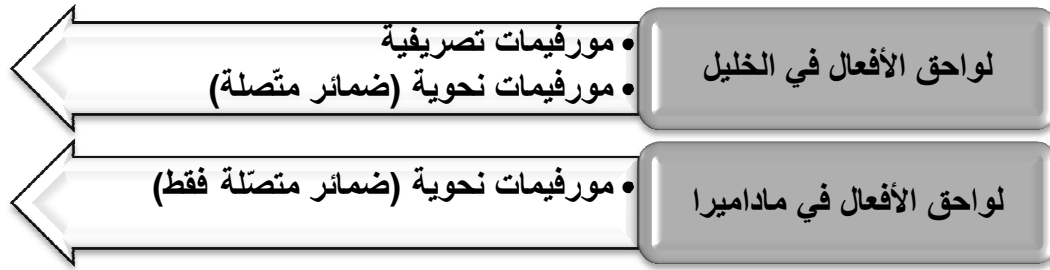 لواحق الأفعال في الخليل
•مورفيمات تصريفية
•مورفيمات نحوية (ضمائر متّصلة)
لواحق الأفعال في ماداميرا
•مورفيمات نحوية (ضمائر متصّلة فقط)